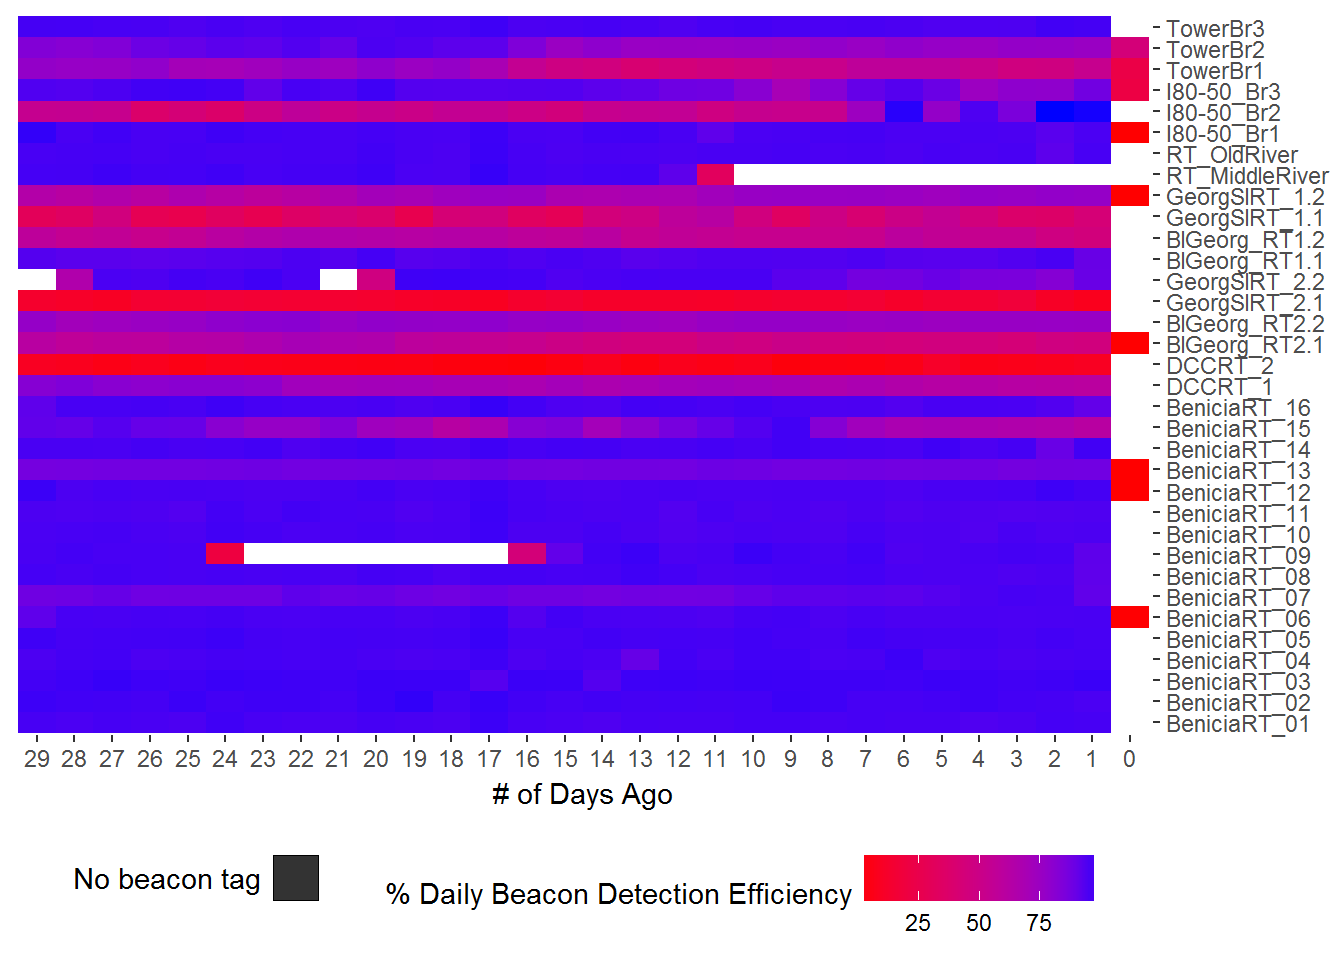 TowerBr3
TowerBr2
TowerBr1
I80-50_Br3
I80-50_Br2
I80-50_Br1
RT_OldRiver
RT_MiddleRiver
GeorgSlRT_1.2
GeorgSlRT_1.1
BlGeorg_RT1.2
BlGeorg_RT1.1
GeorgSlRT_2.2
GeorgSlRT_2.1
BlGeorg_RT2.2
BlGeorg_RT2.1
DCCRT_2
DCCRT_1
BeniciaRT_16
BeniciaRT_15
BeniciaRT_14
BeniciaRT_13
BeniciaRT_12
BeniciaRT_11
BeniciaRT_10
BeniciaRT_09
BeniciaRT_08
BeniciaRT_07
BeniciaRT_06
BeniciaRT_05
BeniciaRT_04
BeniciaRT_03
BeniciaRT_02
BeniciaRT_01
29 28 27 26 25 24 23 22 21 20 19 18 17 16 15 14 13 12 11 10 9 8 7 6 5 4 3 2 1 0
# of Days Ago
No beacon tag
% Daily Beacon Detection Efficiency
25 50 75